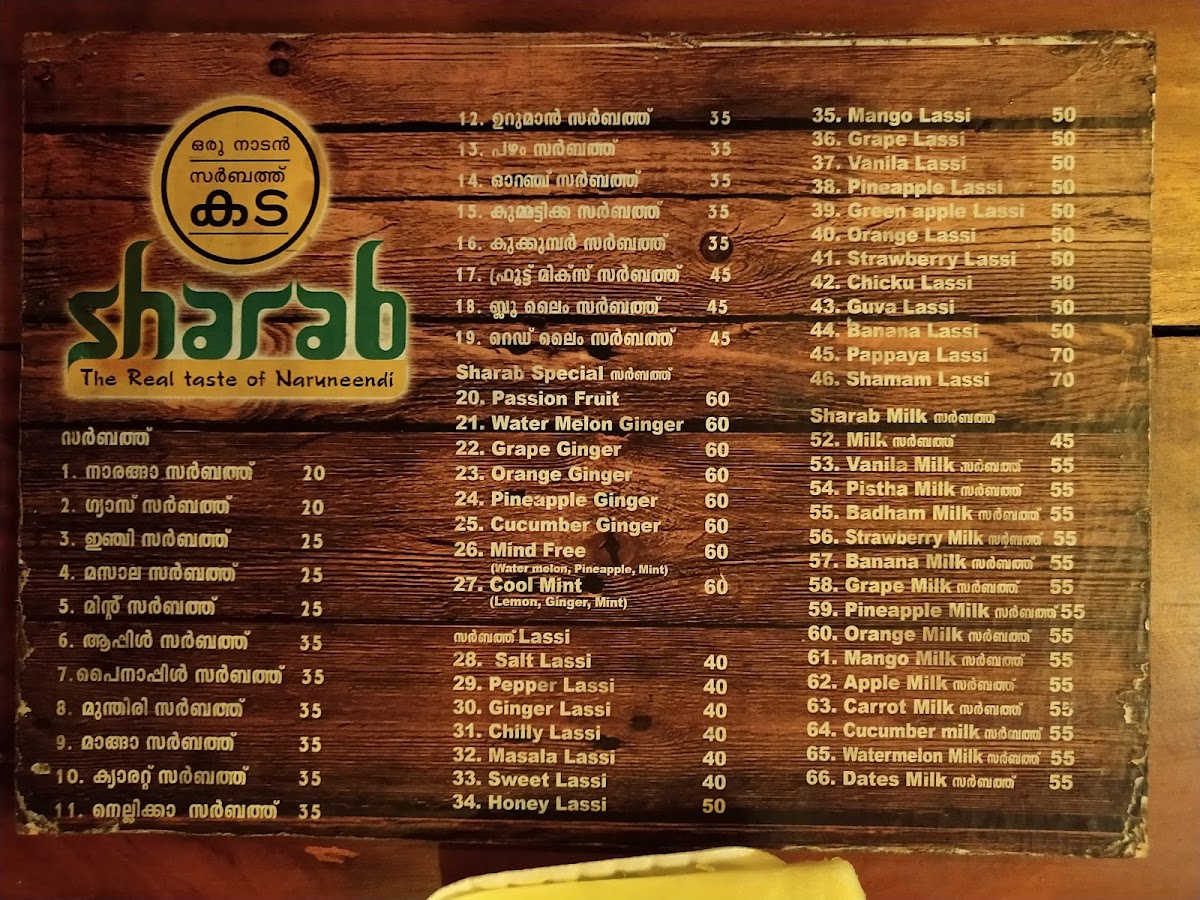 ഒരു നാടൻ
സർബത്ത്
കട
sharab
The Real taste of Naruneendi
സർബത്ത്
1. നാരങ്ങാ സർബത്ത് 20
2. ഗ്യാസ് സർബത്ത് 20
3. ഇഞ്ചി സർബത്ത് 25
4. മസാല സർബത്ത് 25
5. മിന്റ് സർബത്ത് 25
6. ആപ്പിൾ സർബത്ത് 35
7.പൈനാപ്പിൾ സർബത്ത് 35
8. മുന്തിരി സർബത്ത് 35
9. മാങ്ങാ സർബത്ത് 35
10. ക്യാരറ്റ് സർബത്ത് 35
11. നെല്ലിക്കാ സർബത്ത് 35
12. ഉറുമാൻ സർബത്ത് 35
13. പഴം സർബത്ത് 35
14. ഓറഞ്ച് സർബത്ത് 35
15. കുമ്മട്ടിക്ക സർബത്ത് 35
16. കുക്കുമ്പർ സർബത്ത് 35
17. ഫ്രൂട്ട് മിക്സ് സർബത്ത് 45
18. ബ്ലൂ ലൈം സർബത്ത് 45
19. റെഡ് ലൈം സർബത്ത് 45
Sharab Special സർബത്ത്
20. Passion Fruit 60
21. Water Melon Ginger 60
22. Grape Ginger 60
23. Orange Ginger 60
24. Pineapple Ginger 60
25. Cucumber Ginger 60
26. Mind Free 60
(Water melon, Pineapple, Mint)
27. Cool Mint 60
(Lemon, Ginger, Mint)
സർബത്ത് Lassi
28. Salt Lassi 40
29. Pepper Lassi 40
30. Ginger Lassi 40
31. Chilly Lassi 40
32. Masala Lassi 40
33. Sweet Lassi 40
34. Honey Lassi 50
35. Mango Lassi 50
36. Grape Lassi 50
37. Vanila Lassi 50
38. Pineapple Lassi 50
39. Green apple Lassi 50
40. Orange Lassi 50
41. Strawberry Lassi 50
42. Chicku Lassi 50
43. Guva Lassi 50
44. Banana Lassi 50
45. Pappaya Lassi 70
46. Shamam Lassi 70
Sharab Milk സർബത്ത്
52. Milk സർബത്ത് 45
53. Vanila Milk സർബത്ത് 55
54. Pistha Milk സർബത്ത് 55
55. Badham Milk സർബത്ത് 55
56. Strawberry Milk സർബത്ത് 55
57. Banana Milk സർബത്ത് 55
58. Grape Milk സർബത്ത് 55
59. Pineapple Milk സർബത്ത് 55
60. Orange Milk സർബത്ത് 55
61. Mango Milk സർബത്ത് 55
62. Apple Milk സർബത്ത് 55
63. Carrot Milk സർബത്ത് 55
64. Cucumber milk സർബത്ത് 55
65. Watermelon Milk സർബത്ത് 55
66. Dates Milk സർബത്ത് 55